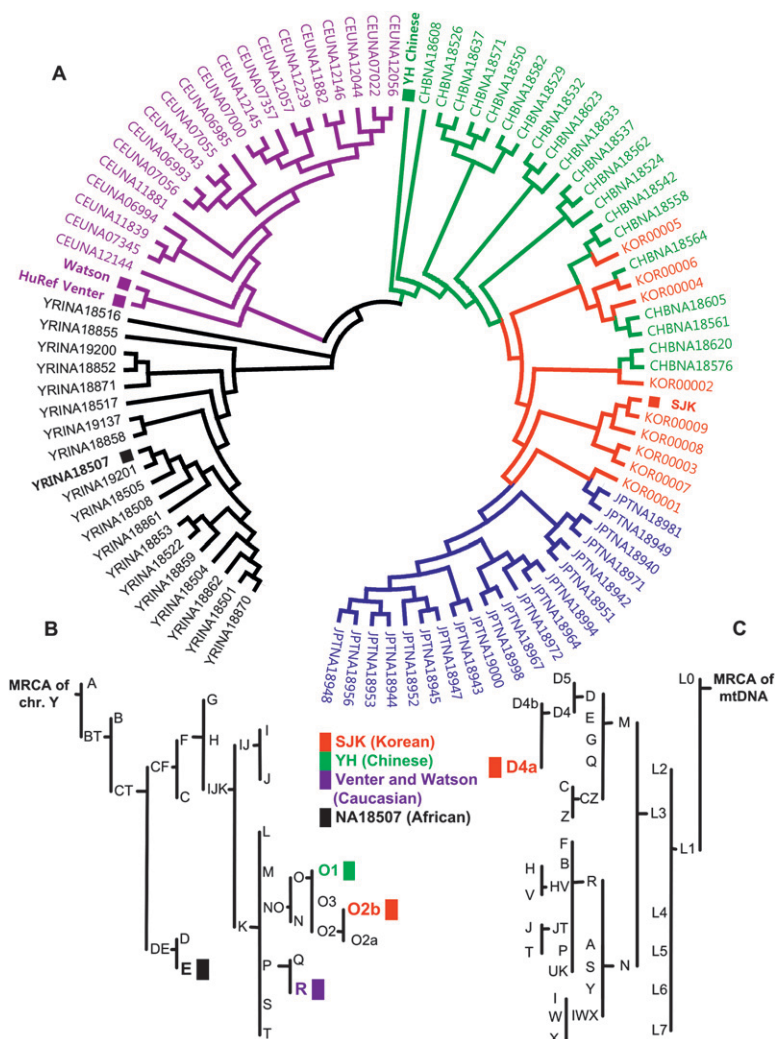 A
CEUNA12144
CEUNA07345
CEUNA11839
CEUNA06994
CEUNA11881
CEUNA07056
CEUNA06993
CEUNA12043
CEUNA07055
CEUNA06985
CEUNA07000
CEUNA12145
CEUNA07357
CEUNA12057
CEUNA12239
CEUNA11882
CEUNA12146
CEUNA12044
CEUNA07022
CEUNA12056
YH Chinese
CHBNA18608
CHBNA18526
CHBNA18637
CHBNA18571
CHBNA18550
CHBNA18582
CHBNA18529
CHBNA18532
CHBNA18623
CHBNA18633
CHBNA18537
CHBNA18562
CHBNA18524
CHBNA18542
CHBNA18558
KOR00005
CHBNA18564
KOR00006
KOR00004
CHBNA18605
CHBNA18561
CHBNA18620
CHBNA18576
KOR00002
SJK
KOR00009
KOR00008
KOR00003
KOR00007
KOR00001
JPTNA18981
JPTNA18949
JPTNA18940
JPTNA18971
JPTNA18942
JPTNA18951
JPTNA18994
JPTNA18964
JPTNA18972
JPTNA18967
JPTNA18998
JPTNA19000
JPTNA18943
JPTNA18947
JPTNA18945
JPTNA18952
JPTNA18944
JPTNA18953
JPTNA18956
JPTNA18948
Watson
HuRef Venter
YRINA18516
YRINA18855
YRINA19200
YRINA18852
YRINA18871
YRINA18517
YRINA19137
YRINA18858
YRINA18507
YRINA19201
YRINA18505
YRINA18508
YRINA18861
YRINA18853
YRINA18522
YRINA18859
YRINA18504
YRINA18862
YRINA18501
YRINA18870
B
MRCA of
chr. Y
A
BT
B
CT
CF
F
C
G
H
IJK
IJ
I
J
K
L
M
NO
P
S
T
O
N
O1
O3
O2
O2b
O2a
Q
R
DE
D
E
SJK (Korean)
YH (Chinese)
Venter and Watson
(Caucasian)
NA18507 (African)
C
MRCA of
mtDNA
L0
L1
L2
L3
L4
L5
L6
L7
M
N
D5
D4b
D4
D4a
D
E
G
Q
C
Z
CZ
F
B
HV
H
V
R
J
T
JT
P
UK
A
S
Y
I
W
X
IWX